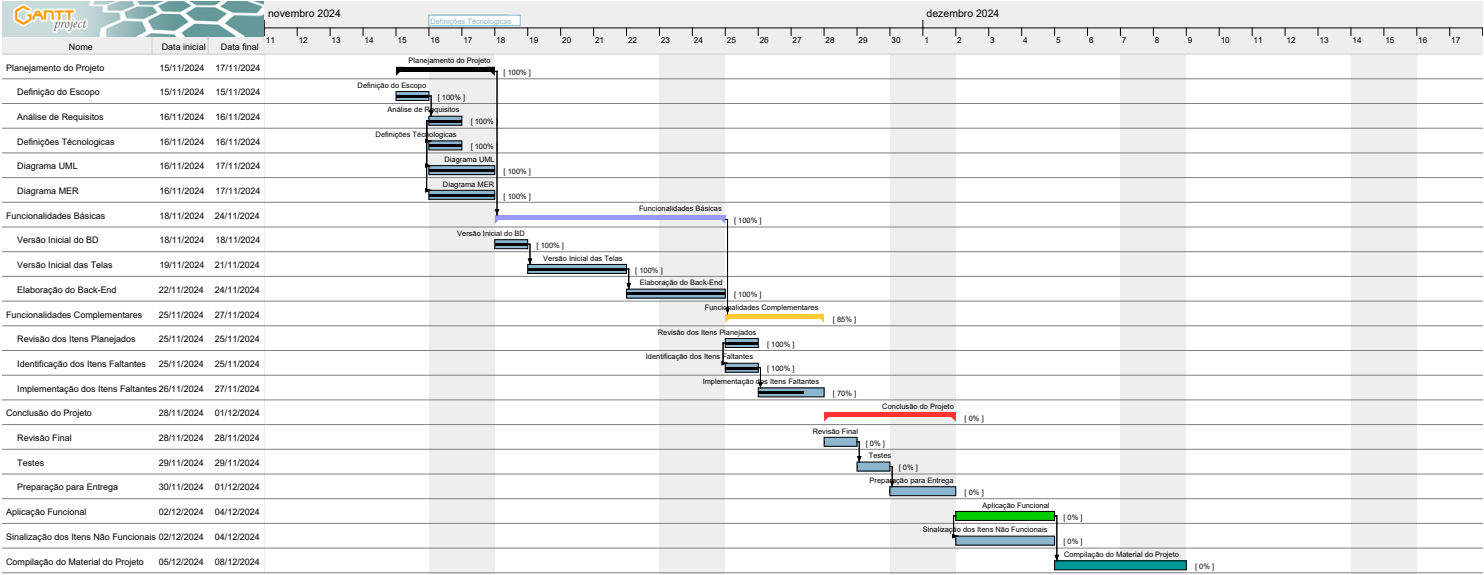 GANTT
project
novembro 2024
Definições Técnologicas
dezembro 2024
Nome Data inicial Data final
11 12 13 14 15 16 17 18 19 20 21 22 23 24 25 26 27 28 29 30 1 2 3 4 5 6 7 8 9 10 11 12 13 14 15 16 17
Planejamento do Projeto 15/11/2024 17/11/2024 Planejamento do Projeto [ 100% ]
Definição do Escopo 15/11/2024 15/11/2024 Definição do Escopo [ 100% ]
Análise de Requisitos 16/11/2024 16/11/2024 Análise de Requisitos [ 100%
Definições Técnologicas 16/11/2024 16/11/2024 Definições Técnologicas [ 100%
Diagrama UML 16/11/2024 17/11/2024 Diagrama UML [ 100% ]
Diagrama MER 16/11/2024 17/11/2024 Diagrama MER [ 100% ]
Funcionalidades Básicas 18/11/2024 24/11/2024 Funcionalidades Básicas [ 100% ]
Versão Inicial do BD 18/11/2024 18/11/2024 Versão Inicial do BD [ 100% ]
Versão Inicial das Telas 19/11/2024 21/11/2024 Versão Inicial das Telas [ 100% ]
Elaboração do Back-End 22/11/2024 24/11/2024 Elaboração do Back-End [ 100% ]
Funcionalidades Complementares 25/11/2024 27/11/2024 Funcionalidades Complementares [ 85% ]
Revisão dos Itens Planejados 25/11/2024 25/11/2024 Revisão dos Itens Planejados [ 100% ]
Identificação dos Itens Faltantes 25/11/2024 25/11/2024 Identificação dos Itens Faltantes [ 100% ]
Implementação dos Itens Faltantes 26/11/2024 27/11/2024 Implementação dos Itens Faltantes [ 70% ]
Conclusão do Projeto 28/11/2024 01/12/2024 Conclusão do Projeto [ 0% ]
Revisão Final 28/11/2024 28/11/2024 Revisão Final [ 0% ]
Testes 29/11/2024 29/11/2024 Testes [ 0% ]
Preparação para Entrega 30/11/2024 01/12/2024 Preparação para Entrega [ 0% ]
Aplicação Funcional 02/12/2024 04/12/2024 Aplicação Funcional [ 0% ]
Sinalização dos Itens Não Funcionais 02/12/2024 04/12/2024 Sinalização dos Itens Não Funcionais [ 0% ]
Compilação do Material do Projeto 05/12/2024 08/12/2024 Compilação do Material do Projeto [ 0% ]